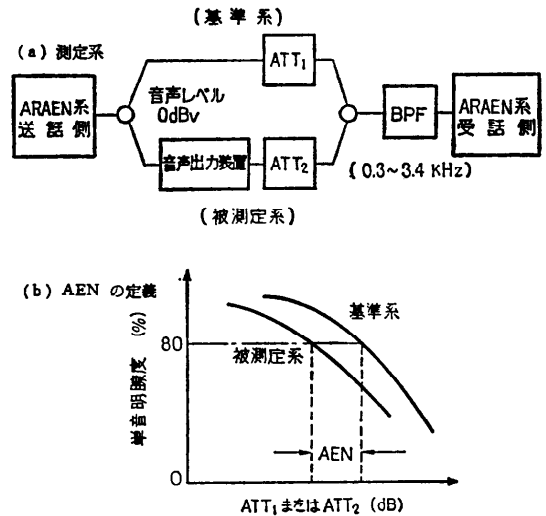 (基準系)
(a) 測定系
ATT₁
ARAEN系
送話側
音声レベル
0dBv
BPF
ARAEN系
受話側
音声出力装置
ATT₂
(0.3~3.4 KHz)
(被測定系)
(b) AEN の定義
単音明瞭度 (%)
基準系
80
被測定系
AEN
0
ATT₁またはATT₂ (dB)